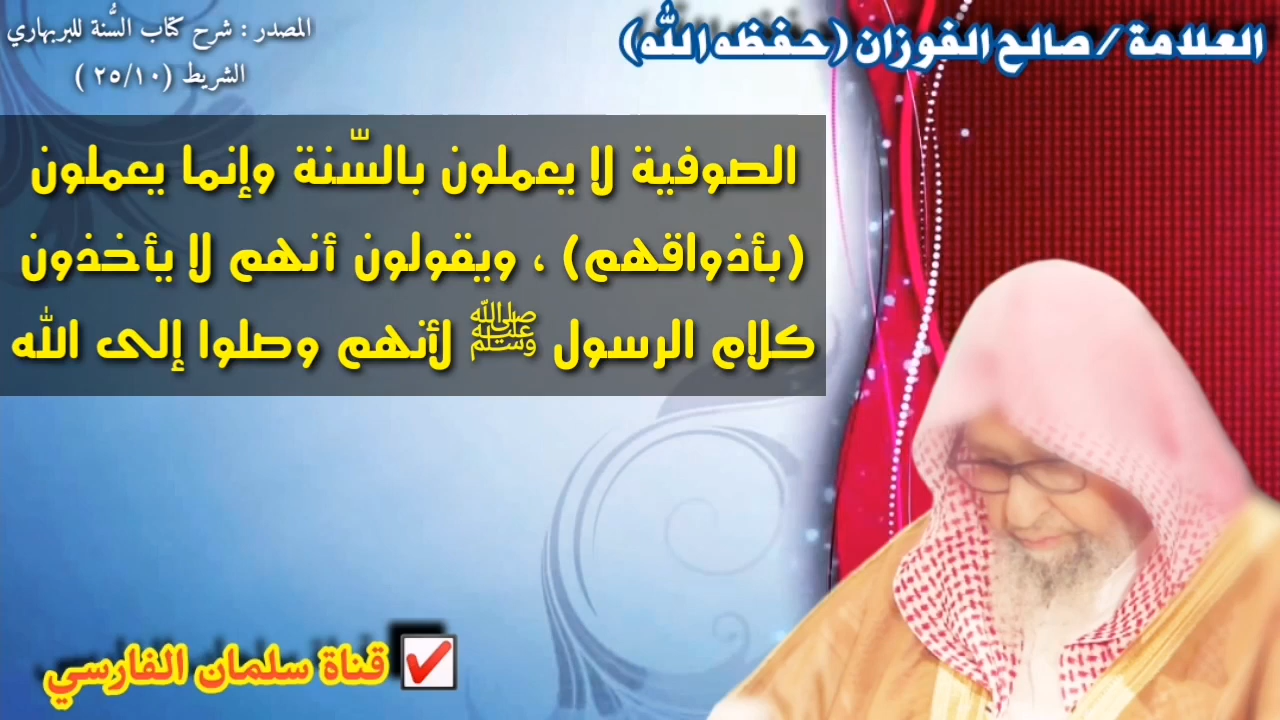 العلامة / صالح الفوزان (حفظه الله)
المصدر : شرح كتاب السُّنة للبربهاري
الشريط (٢٥/١٠ )
الصوفية لا يعملون بالسّنة وإنما يعملون
(بأذواقهم) ، ويقولون أنهم لا يأخذون
كلام الرسول ﷺ لأنهم وصلوا إلى الله
قناة سلمان الفارسي